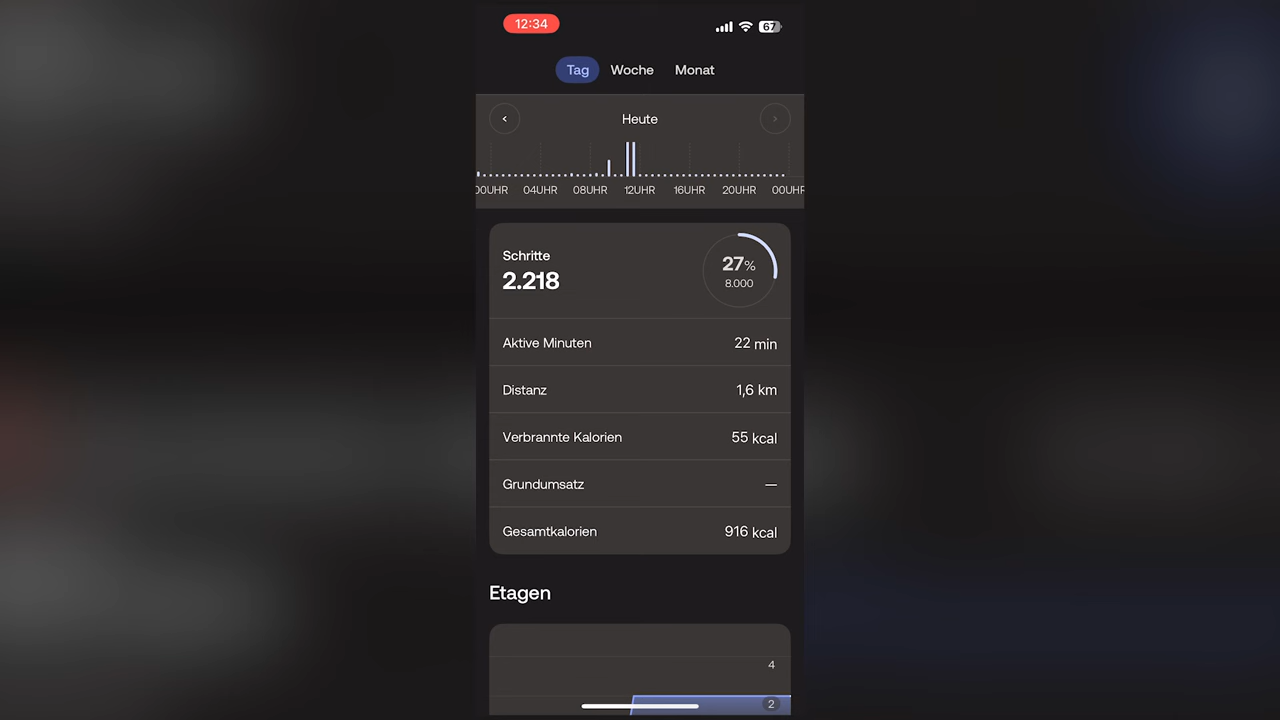 12:34
67
Tag Woche Monat
Heute
00UHR 04UHR 08UHR 12UHR 16UHR 20UHR 00UHR
Schritte
2.218
27%
8.000
Aktive Minuten 22 min
Distanz 1,6 km
Verbrannte Kalorien 55 kcal
Grundumsatz —
Gesamtkalorien 916 kcal
Etagen
4
2